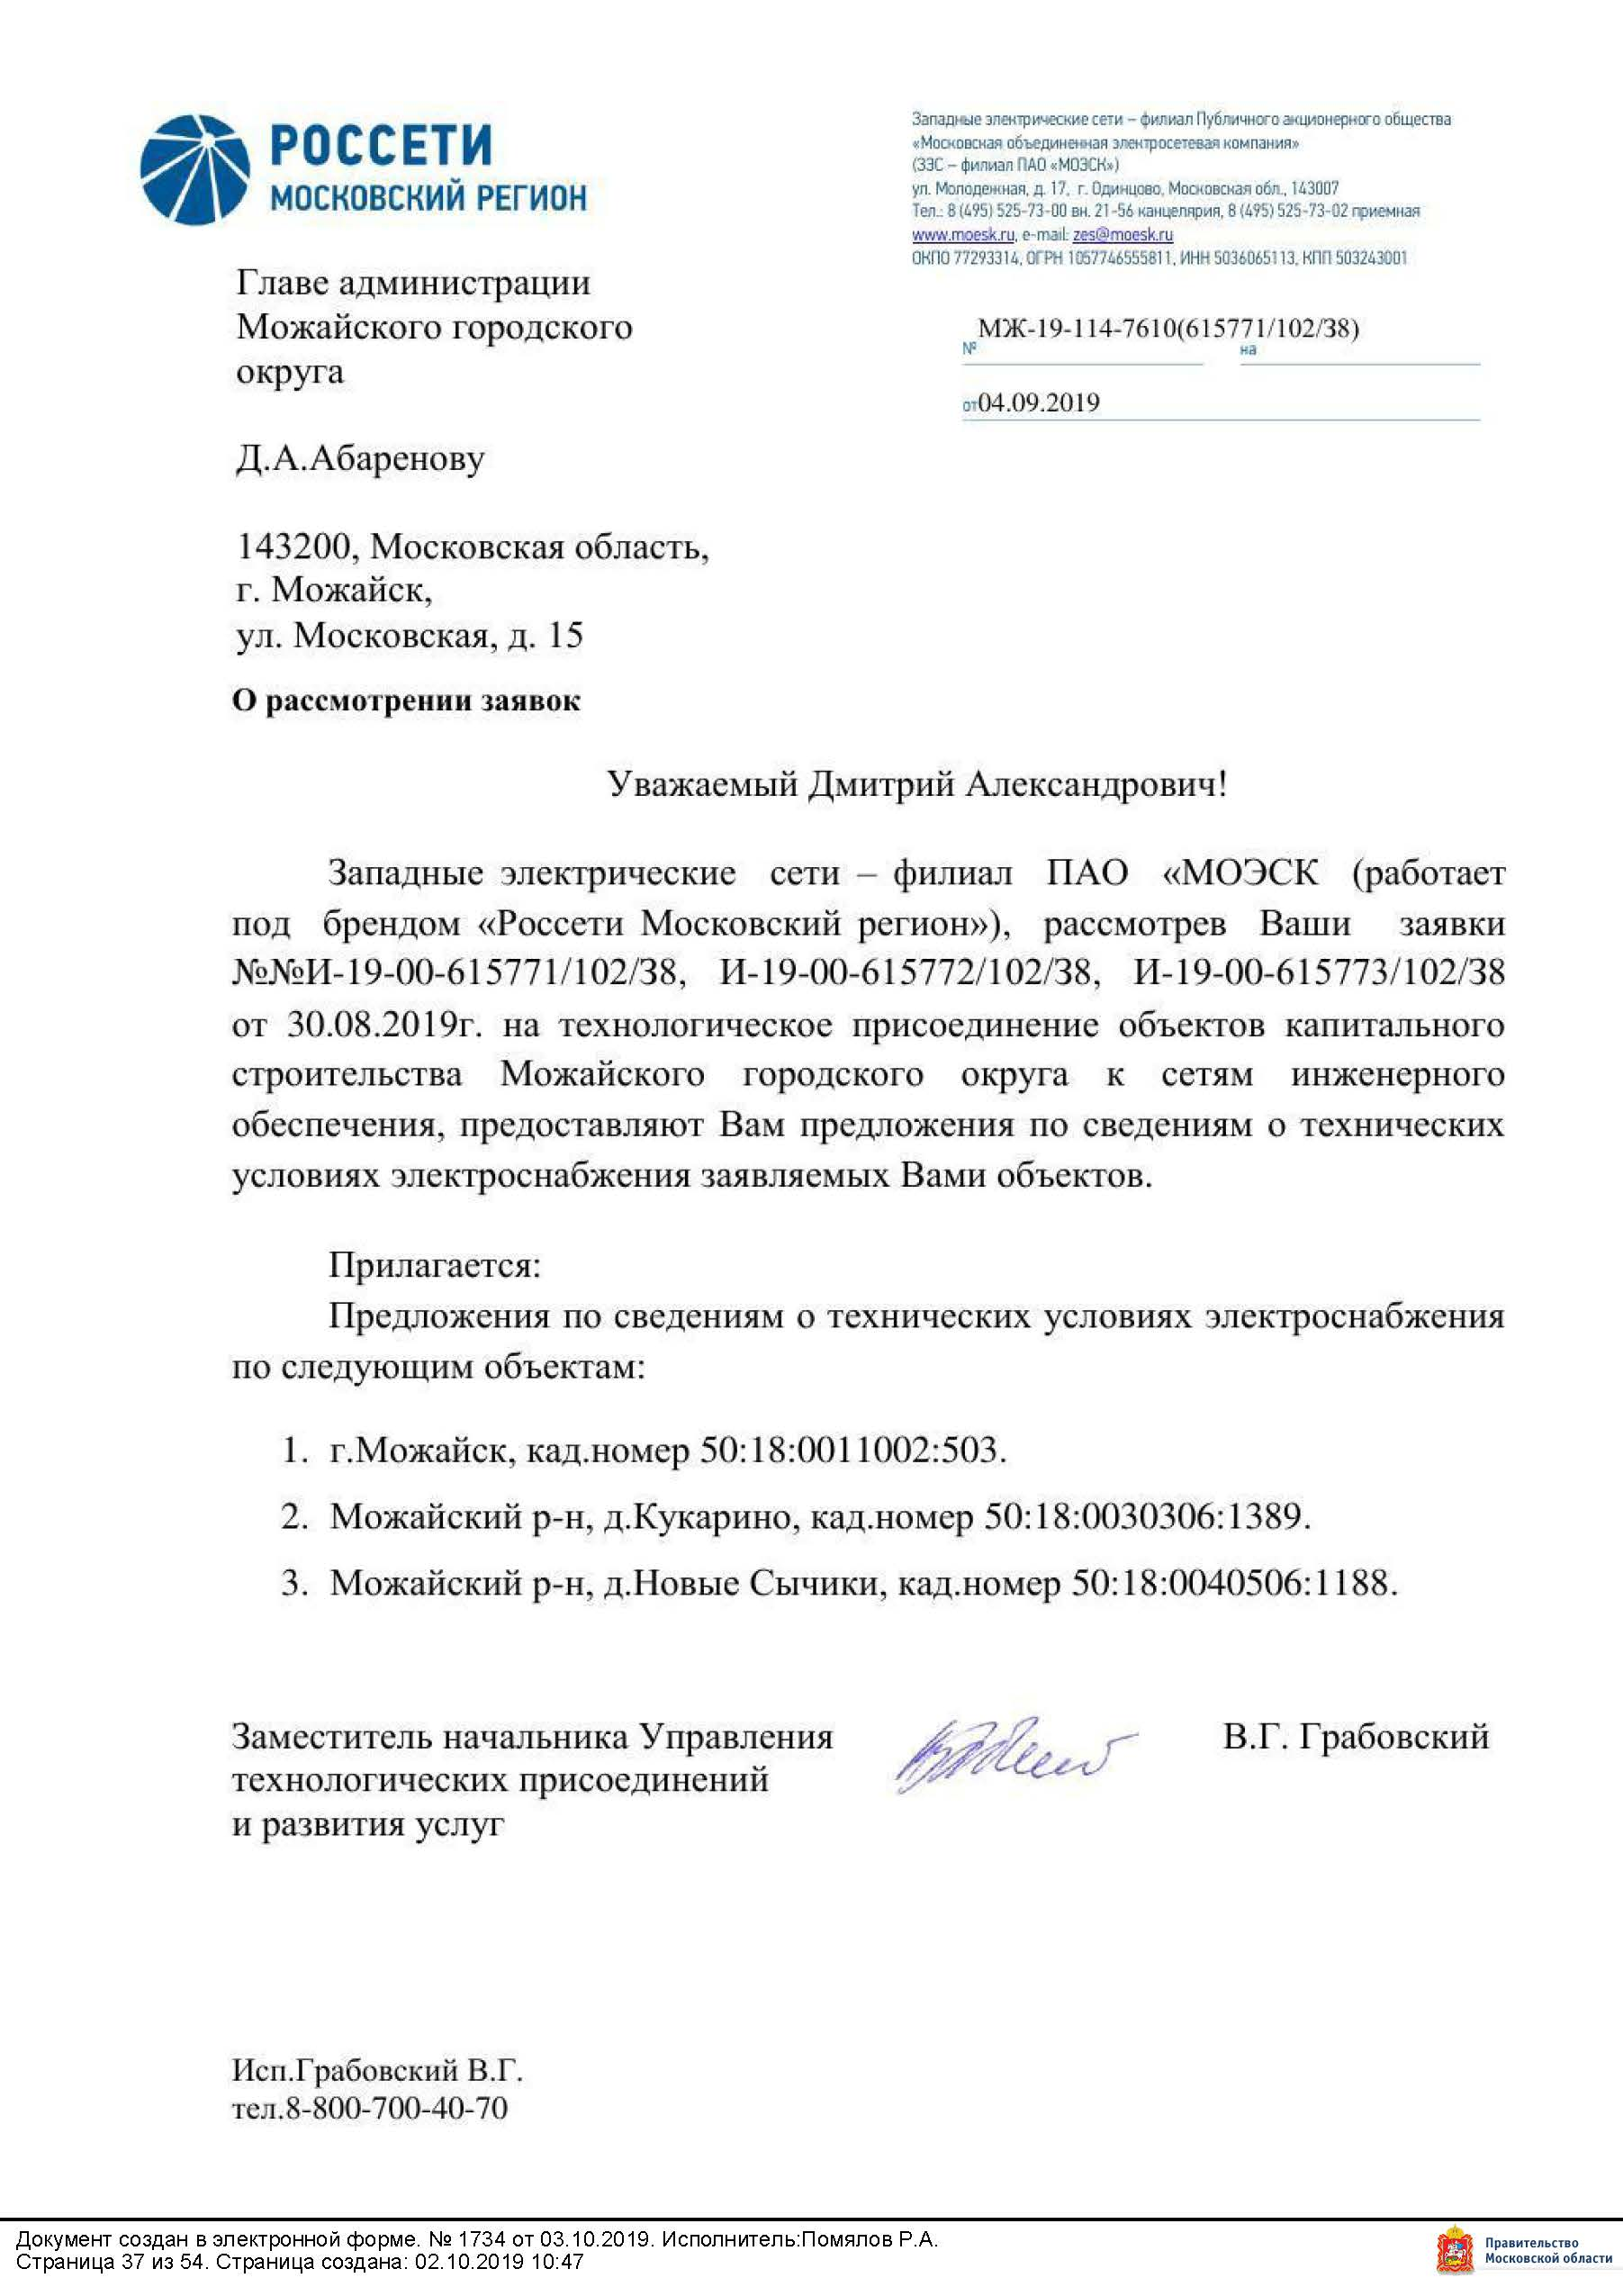 РОССЕТИ
МОСКОВСКИЙ РЕГИОН
Западные электрические сети – филиал Публичного акционерного общества
«Московская объединенная электросетевая компания»
(ЗЭС – филиал ПАО «МОЭСК»)
ул. Молодежная, д. 17, г. Одинцово, Московская обл., 143007
Тел.: 8 (495) 525-73-00 вн. 21-56 канцелярия, 8 (495) 525-73-02 приемная
www.moesk.ru, e-mail: zes@moesk.ru
ОКПО 77293314, ОГРН 1057746555811, ИНН 5036065113, КПП 503243001
Главе администрации
Можайского городского
округа
№ МЖ-19-114-7610(615771/102/З8) на
от 04.09.2019
Д.А.Абаренову
143200, Московская область,
г. Можайск,
ул. Московская, д. 15
О рассмотрении заявок
Уважаемый Дмитрий Александрович!
Западные электрические сети – филиал ПАО «МОЭСК (работает
под брендом «Россети Московский регион»), рассмотрев Ваши заявки
№№И-19-00-615771/102/З8, И-19-00-615772/102/З8, И-19-00-615773/102/З8
от 30.08.2019г. на технологическое присоединение объектов капитального
строительства Можайского городского округа к сетям инженерного
обеспечения, предоставляют Вам предложения по сведениям о технических
условиях электроснабжения заявляемых Вами объектов.
Прилагается:
Предложения по сведениям о технических условиях электроснабжения
по следующим объектам:
1. г.Можайск, кад.номер 50:18:0011002:503.
2. Можайский р-н, д.Кукарино, кад.номер 50:18:0030306:1389.
3. Можайский р-н, д.Новые Сычики, кад.номер 50:18:0040506:1188.
Заместитель начальника Управления
технологических присоединений
и развития услуг
В.Г. Грабовский
Исп.Грабовский В.Г.
тел.8-800-700-40-70
Документ создан в электронной форме. № 1734 от 03.10.2019. Исполнитель:Помялов Р.А.
Страница 37 из 54. Страница создана: 02.10.2019 10:47
Правительство
Московской области